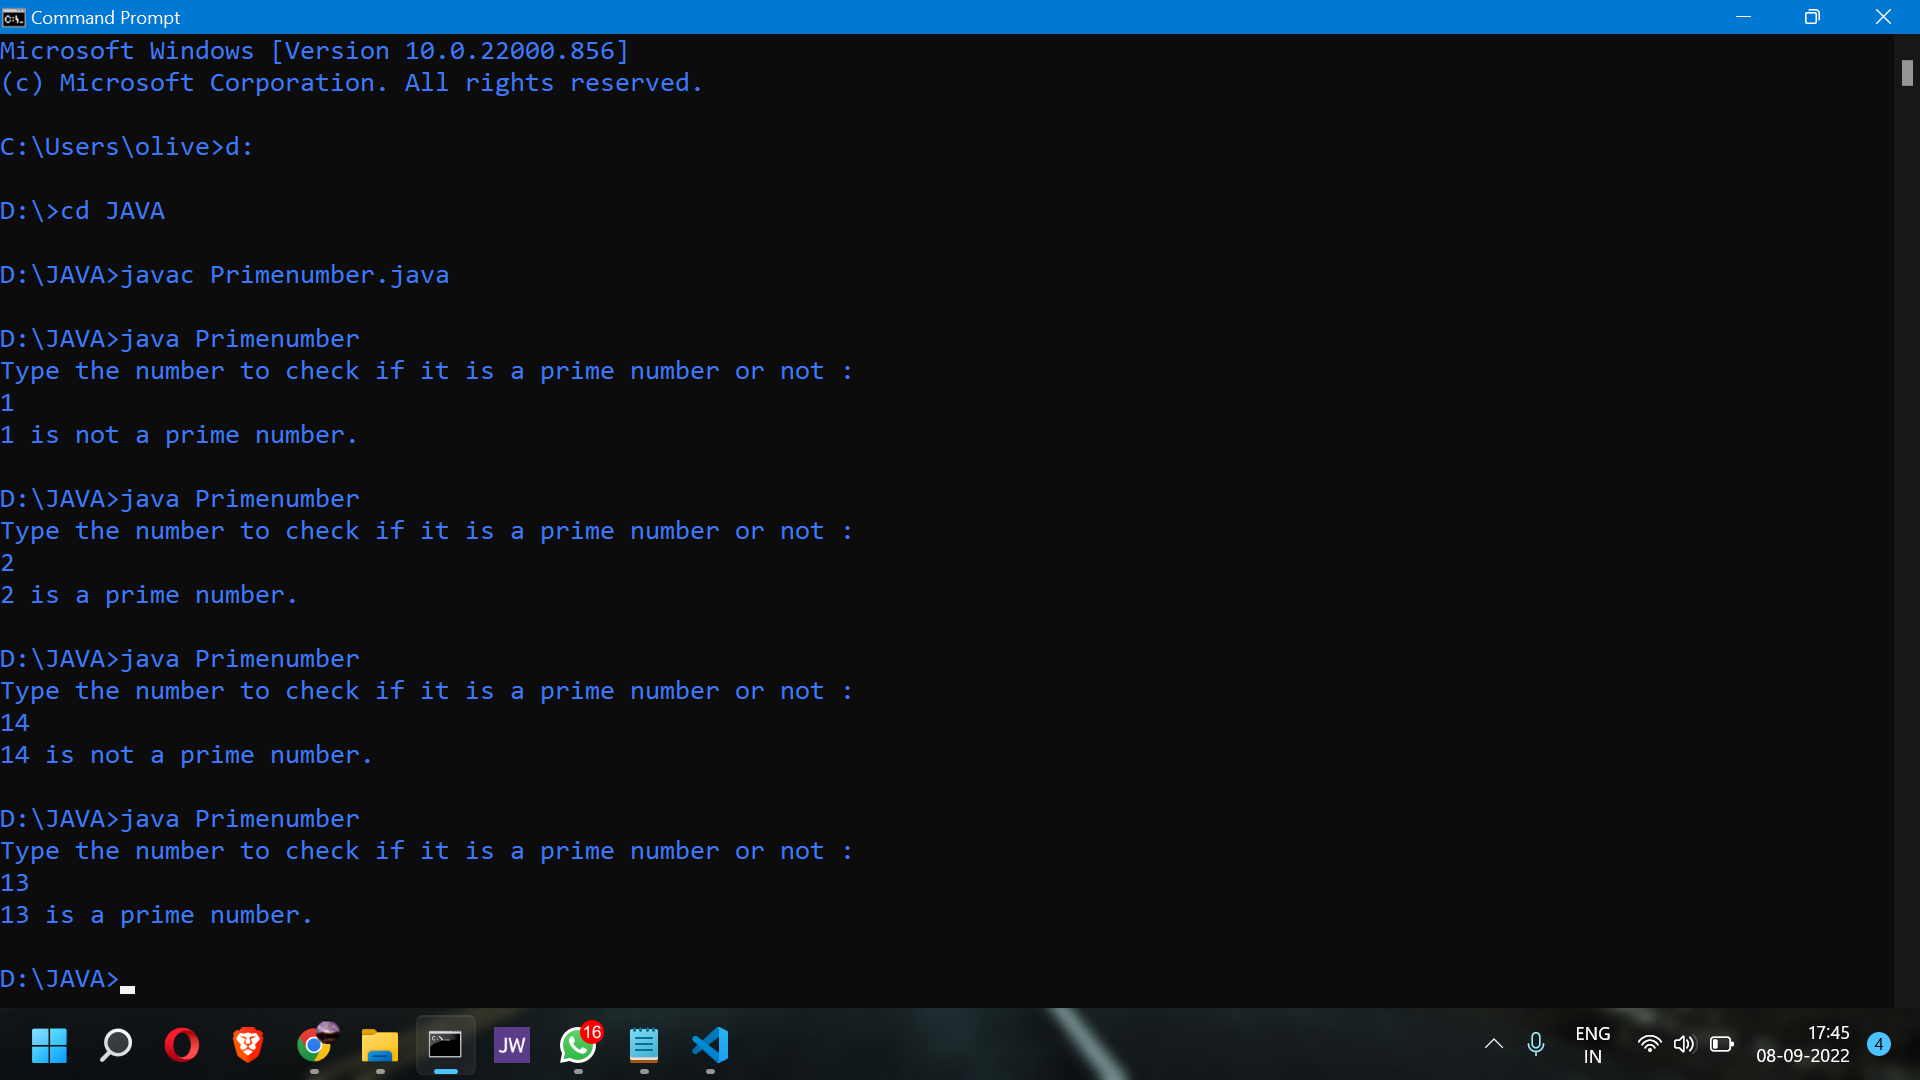 Command Prompt
Microsoft Windows [Version 10.0.22000.856]
(c) Microsoft Corporation. All rights reserved.
C:\Users\olive>d:
D:\>cd JAVA
D:\JAVA>javac Primenumber.java
D:\JAVA>java Primenumber
Type the number to check if it is a prime number or not :
1
1 is not a prime number.
D:\JAVA>java Primenumber
Type the number to check if it is a prime number or not :
2
2 is a prime number.
D:\JAVA>java Primenumber
Type the number to check if it is a prime number or not :
14
14 is not a prime number.
D:\JAVA>java Primenumber
Type the number to check if it is a prime number or not :
13
13 is a prime number.
D:\JAVA>
JW
16
ENG
IN
17:45
08-09-2022
4